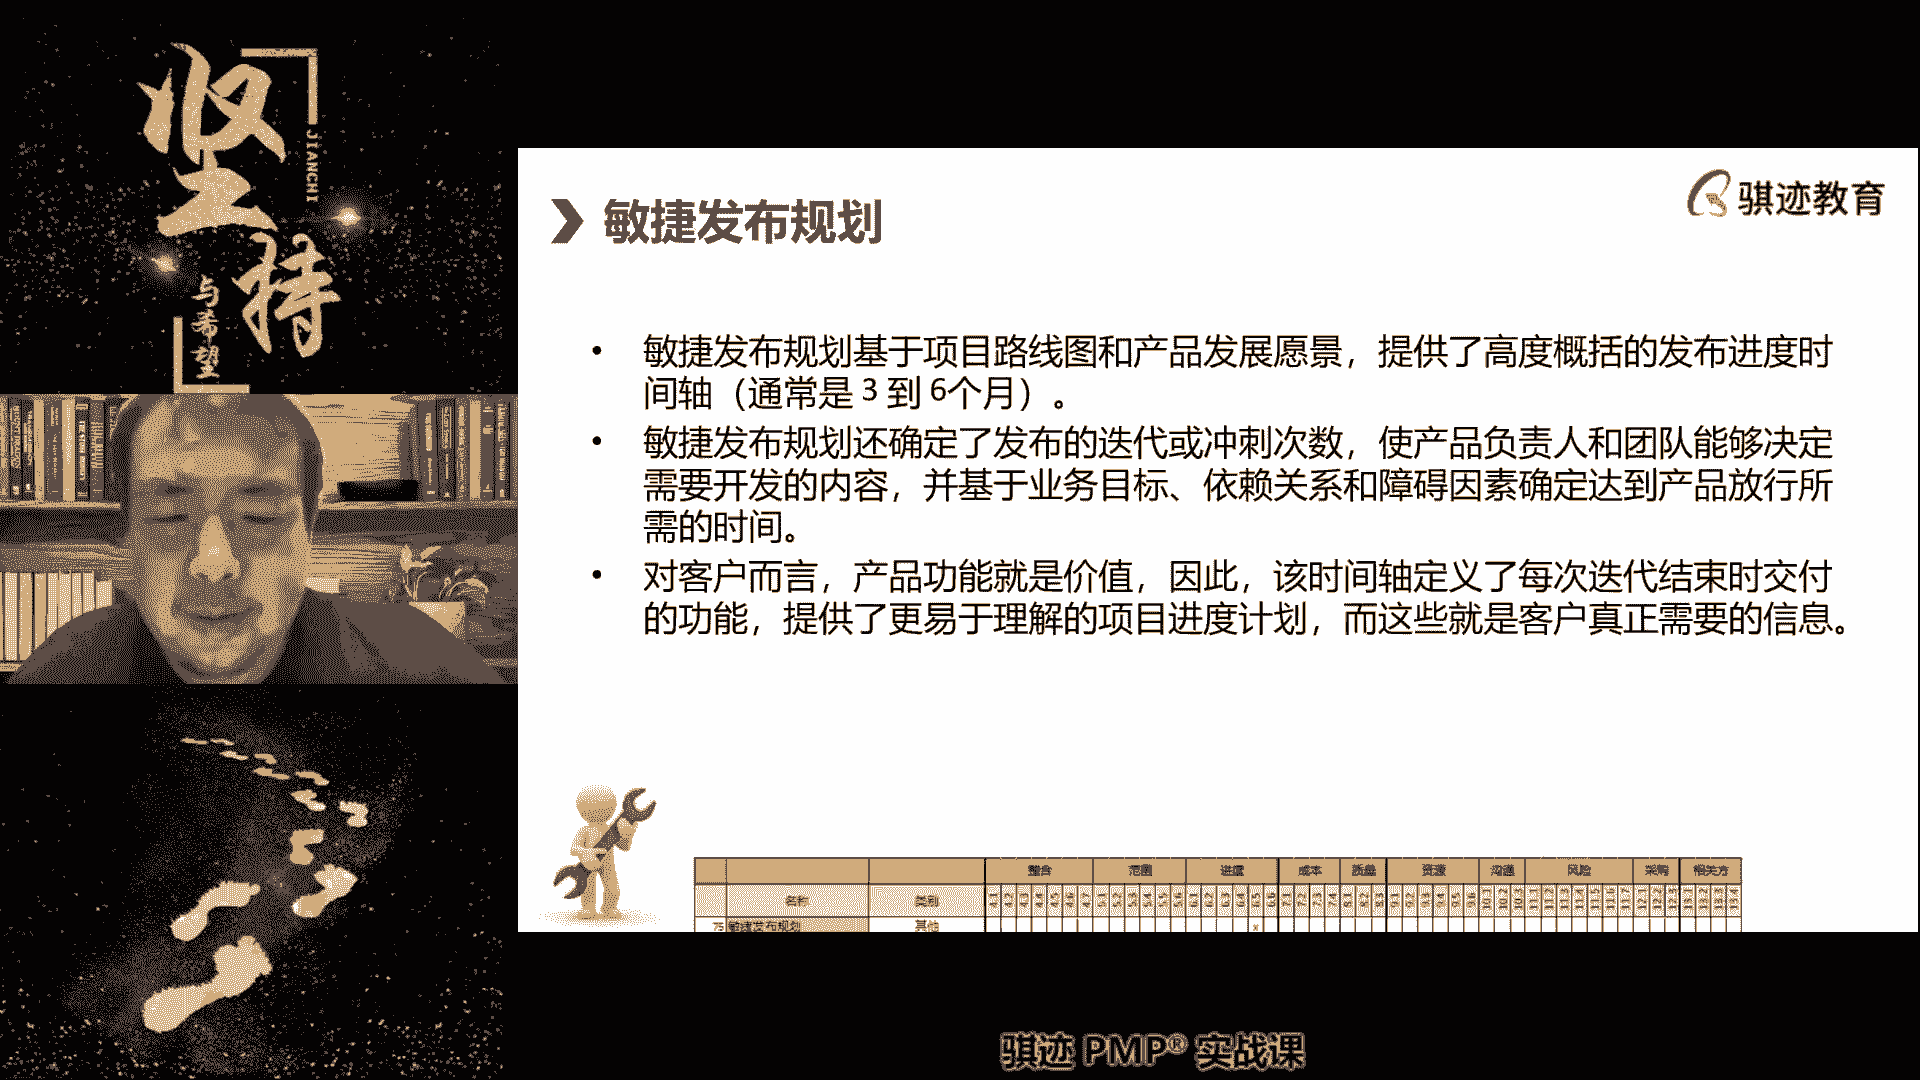 坚持
JIANCHI
与希望
骐迹教育
敏捷发布规划
• 敏捷发布规划基于项目路线图和产品发展愿景，提供了高度概括的发布进度时
间轴（通常是 3 到 6个月）。
• 敏捷发布规划还确定了发布的迭代或冲刺次数，使产品负责人和团队能够决定
需要开发的内容，并基于业务目标、依赖关系和障碍因素确定达到产品放行所
需的时间。
• 对客户而言，产品功能就是价值，因此，该时间轴定义了每次迭代结束时交付
的功能，提供了更易于理解的项目进度计划，而这些就是客户真正需要的信息。
整合 范围 进度 成本 质量 资源 沟通 风险 采购 相关方
名称 类别
75 敏捷发布规划 其他 x
骐迹 PMP® 实战课